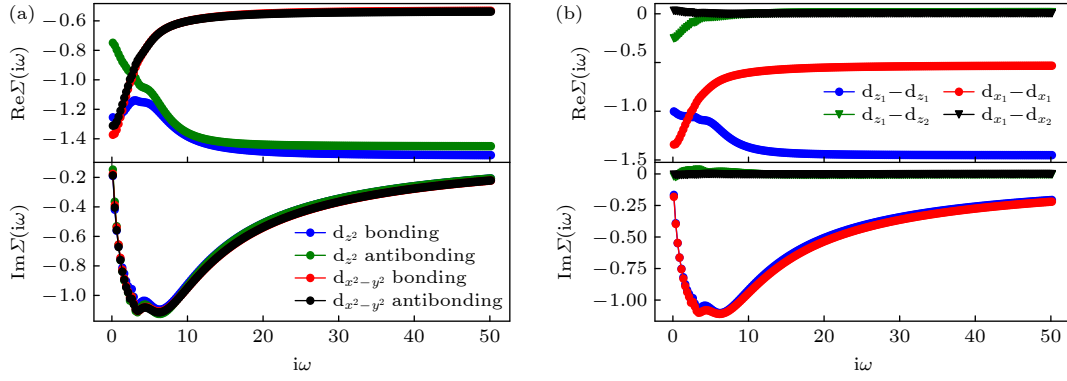 (a)
ReΣ(iω)
−0.6
−0.8
−1.0
−1.2
−1.4
ImΣ(iω)
−0.2
−0.4
−0.6
−0.8
−1.0
d_{z²} bonding
d_{z²} antibonding
d_{x²−y²} bonding
d_{x²−y²} antibonding
0 10 20 30 40 50
iω
(b)
ReΣ(iω)
0
−0.5
−1.0
−1.5
d_{z₁}−d_{z₁} d_{x₁}−d_{x₁}
d_{z₁}−d_{z₂} d_{x₁}−d_{x₂}
ImΣ(iω)
0
−0.25
−0.50
−0.75
−1.00
0 10 20 30 40 50
iω